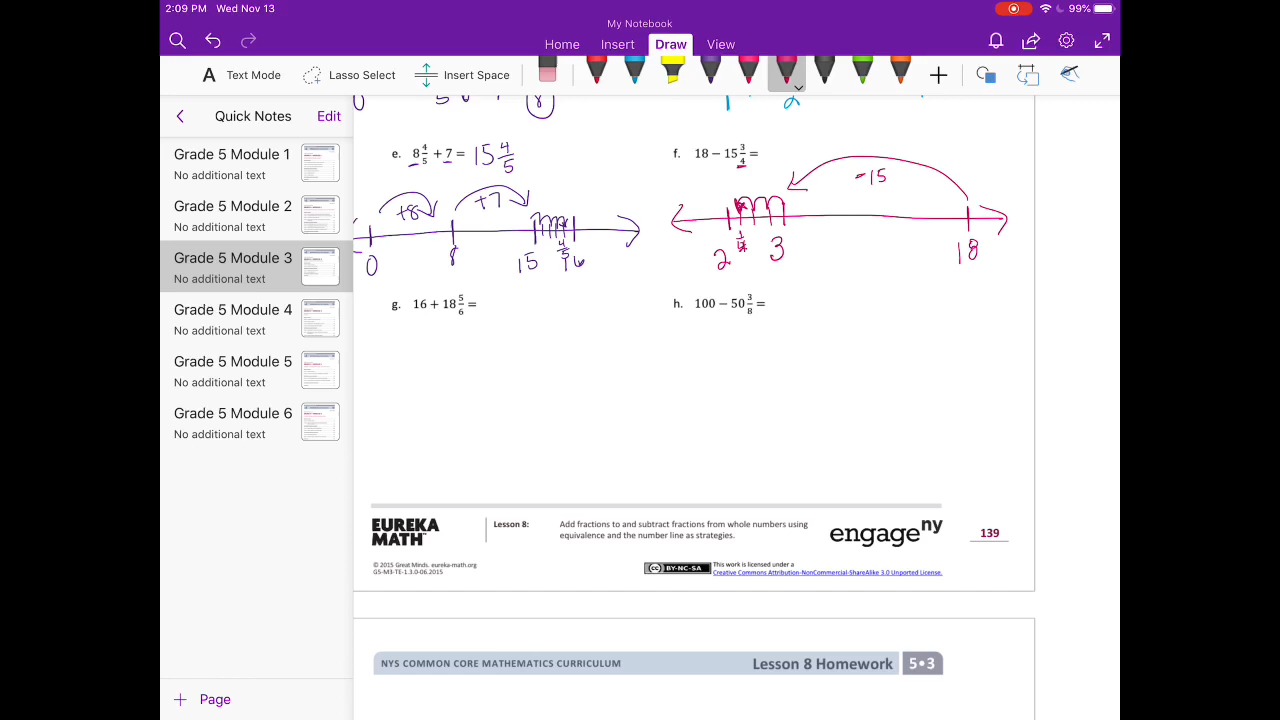 2:09 PM Wed Nov 13
My Notebook
99%
Home Insert Draw View
A Text Mode Lasso Select Insert Space
Quick Notes Edit
Grade 5 Module 1
No additional text
Grade 5 Module 2
No additional text
Grade 5 Module 3
No additional text
Grade 5 Module 4
No additional text
Grade 5 Module 5
No additional text
Grade 5 Module 6
No additional text
+ Page
e. 8 4/5 + 7 = 15 4/5
8 7
0 8 15 4/5 16
f. 18 − 15 3/4 =
-15
2 1/4 3 18
g. 16 + 18 5/6 =
h. 100 − 50 3/8 =
EUREKA MATH™
Lesson 8: Add fractions to and subtract fractions from whole numbers using
equivalence and the number line as strategies.
engage ny
139
© 2015 Great Minds. eureka-math.org
G5-M3-TE-1.3.0-06.2015
cc BY-NC-SA This work is licensed under a
Creative Commons Attribution-NonCommercial-ShareAlike 3.0 Unported License.
NYS COMMON CORE MATHEMATICS CURRICULUM Lesson 8 Homework 5•3